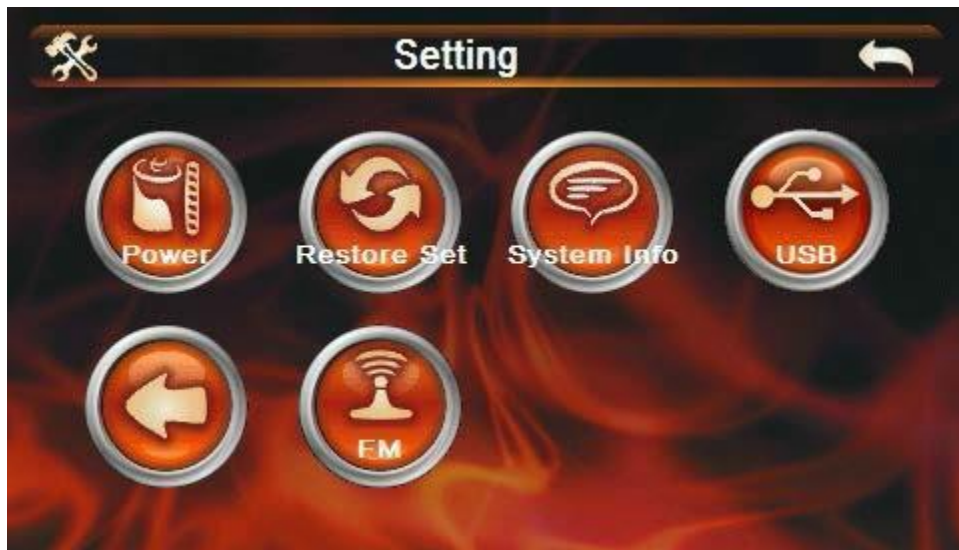 Setting
Power
Restore Set
System Info
USB
FM